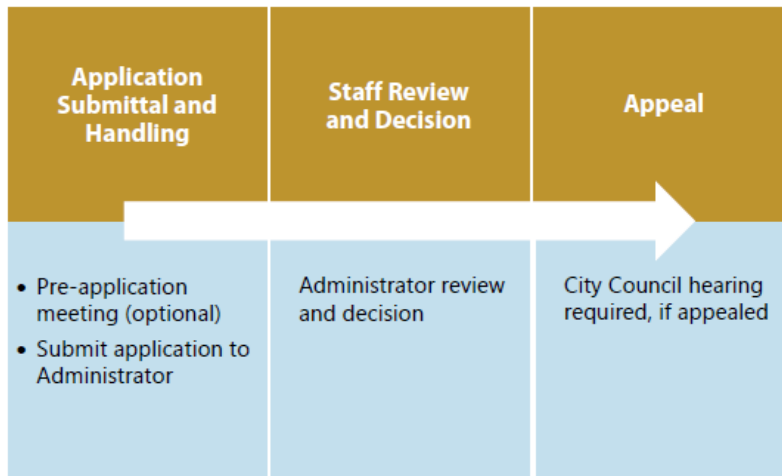 Application
Submittal and
Handling
Staff Review
and Decision
Appeal
• Pre-application
meeting (optional)
• Submit application to
Administrator
Administrator review
and decision
City Council hearing
required, if appealed